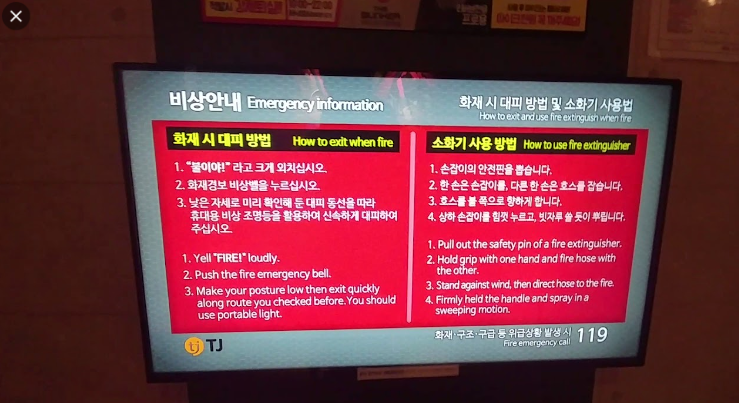 비상안내 Emergency information
화재 시 대피 방법 및 소화기 사용법
How to exit and use fire extinguish when fire
화재 시 대피 방법 How to exit when fire
1. "불이야!" 라고 크게 외치십시오.
2. 화재경보 비상벨을 누르십시오.
3. 낮은 자세로 미리 확인해 둔 대피 동선을 따라
휴대용 비상 조명등을 활용하여 신속하게 대피하여
주십시오.
1. Yell "FIRE!" loudly.
2. Push the fire emergency bell.
3. Make your posture low then exit quickly
along route you checked before. You should
use portable light.
소화기 사용 방법 How to use fire extinguisher
1. 손잡이의 안전핀을 뽑습니다.
2. 한 손은 손잡이를, 다른 한 손은 호스를 잡습니다.
3. 호스를 불 쪽으로 향하게 합니다.
4. 상하 손잡이를 힘껏 누르고, 빗자루 쓸 듯이 뿌립니다.
1. Pull out the safety pin of a fire extinguisher.
2. Hold grip with one hand and fire hose with
the other.
3. Stand against wind, then direct hose to the fire.
4. Firmly held the handle and spray in a
sweeping motion.
tj TJ
화재·구조·구급 등 위급상황 발생 시 119
Fire emergency call